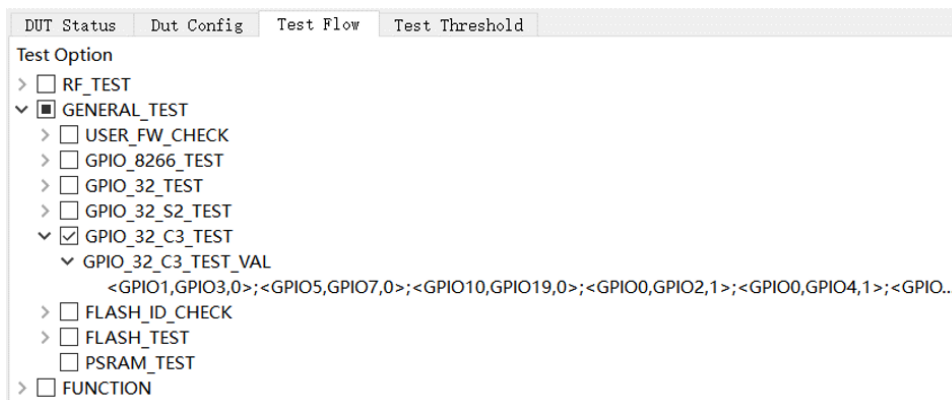 DUT Status Dut Config Test Flow Test Threshold
Test Option
RF_TEST
GENERAL_TEST
USER_FW_CHECK
GPIO_8266_TEST
GPIO_32_TEST
GPIO_32_S2_TEST
GPIO_32_C3_TEST
GPIO_32_C3_TEST_VAL
<GPIO1,GPIO3,0>;<GPIO5,GPIO7,0>;<GPIO10,GPIO19,0>;<GPIO0,GPIO2,1>;<GPIO0,GPIO4,1>;<GPIO...
FLASH_ID_CHECK
FLASH_TEST
PSRAM_TEST
FUNCTION